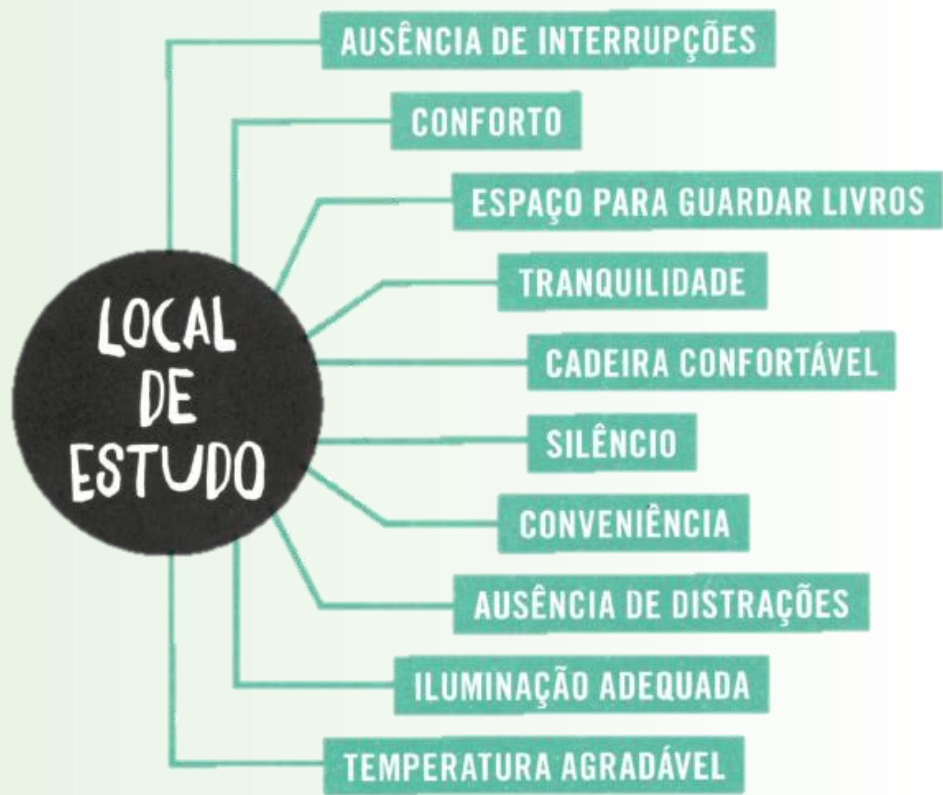 AUSÊNCIA DE INTERRUPÇÕES
CONFORTO
ESPAÇO PARA GUARDAR LIVROS
TRANQUILIDADE
LOCAL
DE
ESTUDO
CADEIRA CONFORTÁVEL
SILÊNCIO
CONVENIÊNCIA
AUSÊNCIA DE DISTRAÇÕES
ILUMINAÇÃO ADEQUADA
TEMPERATURA AGRADÁVEL